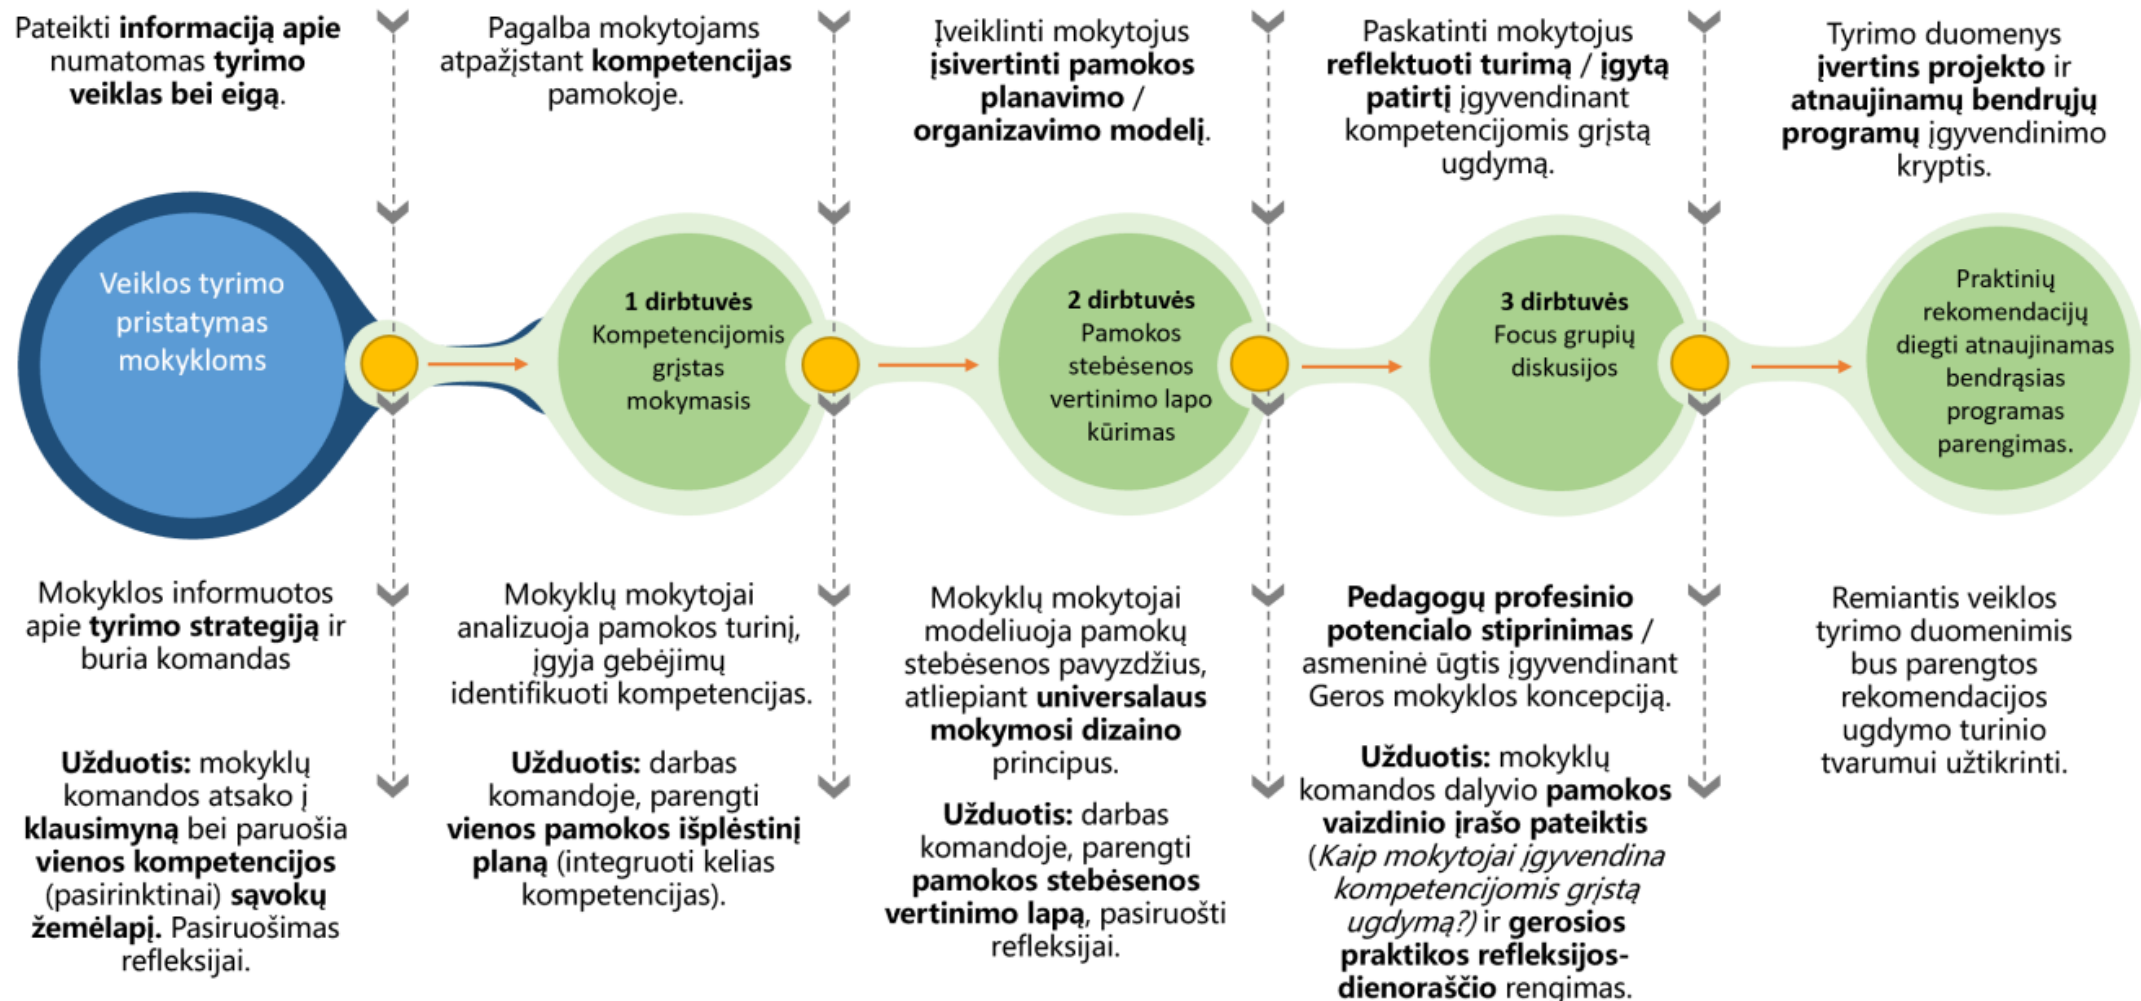 Pateikti informaciją apie
numatomas tyrimo
veiklas bei eigą.
Pagalba mokytojams
atpažįstant kompetencijas
pamokoje.
Įveiklinti mokytojus
įsivertinti pamokos
planavimo /
organizavimo modelį.
Paskatinti mokytojus
reflektuoti turimą / įgytą
patirtį įgyvendinant
kompetencijomis grįstą
ugdymą.
Tyrimo duomenys
įvertins projekto ir
atnaujinamų bendrųjų
programų įgyvendinimo
kryptis.
Veiklos tyrimo
pristatymas
mokykloms
1 dirbtuvės
Kompetencijomis
grįstas
mokymasis
2 dirbtuvės
Pamokos
stebėsenos
vertinimo lapo
kūrimas
3 dirbtuvės
Focus grupių
diskusijos
Praktinių
rekomendacijų
diegti atnaujinamas
bendrąsias
programas
parengimas.
Mokyklos informuotos
apie tyrimo strategiją ir
buria komandas
Užduotis: mokyklų
komandos atsako į
klausimyną bei paruošia
vienos kompetencijos
(pasirinktinai) sąvokų
žemėlapį. Pasiruošimas
refleksijai.
Mokyklų mokytojai
analizuoja pamokos turinį,
įgyja gebėjimų
identifikuoti kompetencijas.
Užduotis: darbas
komandoje, parengti
vienos pamokos išplėstinį
planą (integruoti kelias
kompetencijas).
Mokyklų mokytojai
modeliuoja pamokų
stebėsenos pavyzdžius,
atliepiant universalaus
mokymosi dizaino
principus.
Užduotis: darbas
komandoje, parengti
pamokos stebėsenos
vertinimo lapą, pasiruošti
refleksijai.
Pedagogų profesinio
potencialo stiprinimas /
asmeninė ūgtis įgyvendinant
Geros mokyklos koncepciją.
Užduotis: mokyklų
komandos dalyvio pamokos
vaizdinio įrašo pateiktis
(Kaip mokytojai įgyvendina
kompetencijomis grįstą
ugdymą?) ir gerosios
praktikos refleksijos-
dienoraščio rengimas.
Remiantis veiklos
tyrimo duomenimis
bus parengtos
rekomendacijos
ugdymo turinio
tvarumui užtikrinti.